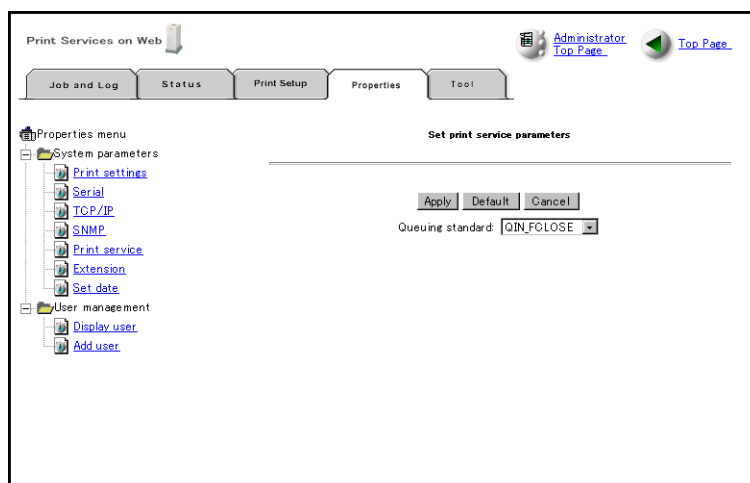 Print Services on Web
Administrator
Top Page
Top Page
Job and Log
Status
Print Setup
Properties
Tool
Properties menu
System parameters
Print settings
Serial
TCP/IP
SNMP
Print service
Extension
Set date
User management
Display user
Add user
Set print service parameters
Apply
Default
Cancel
Queuing standard: QIN_FCLOSE